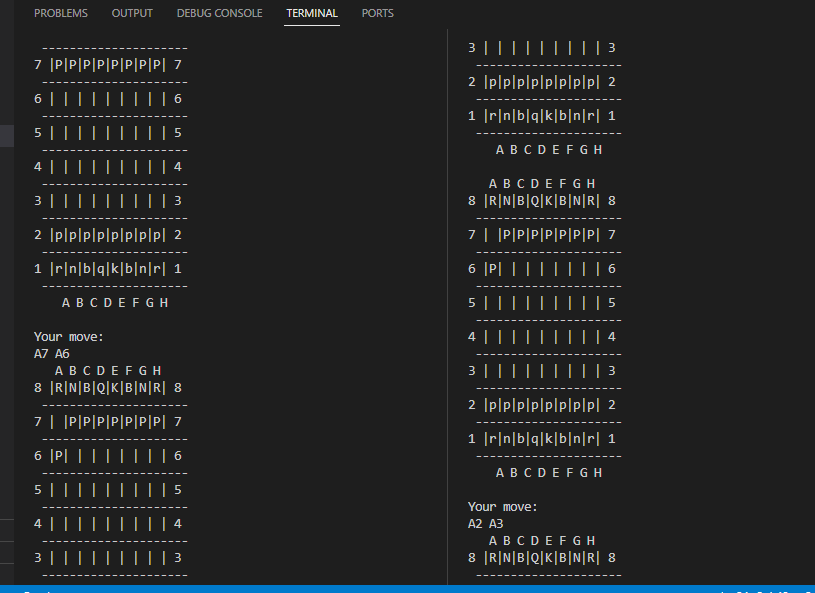 PROBLEMS OUTPUT DEBUG CONSOLE TERMINAL PORTS
---------------------
7 |P|P|P|P|P|P|P|P| 7
---------------------
6 | | | | | | | | | 6
---------------------
5 | | | | | | | | | 5
---------------------
4 | | | | | | | | | 4
---------------------
3 | | | | | | | | | 3
---------------------
2 |p|p|p|p|p|p|p|p| 2
---------------------
1 |r|n|b|q|k|b|n|r| 1
---------------------
A B C D E F G H
Your move:
A7 A6
A B C D E F G H
8 |R|N|B|Q|K|B|N|R| 8
---------------------
7 | |P|P|P|P|P|P|P| 7
---------------------
6 |P| | | | | | | | 6
---------------------
5 | | | | | | | | | 5
---------------------
4 | | | | | | | | | 4
---------------------
3 | | | | | | | | | 3
---------------------
3 | | | | | | | | | 3
---------------------
2 |p|p|p|p|p|p|p|p| 2
---------------------
1 |r|n|b|q|k|b|n|r| 1
---------------------
A B C D E F G H
A B C D E F G H
8 |R|N|B|Q|K|B|N|R| 8
---------------------
7 | |P|P|P|P|P|P|P| 7
---------------------
6 |P| | | | | | | | 6
---------------------
5 | | | | | | | | | 5
---------------------
4 | | | | | | | | | 4
---------------------
3 | | | | | | | | | 3
---------------------
2 |p|p|p|p|p|p|p|p| 2
---------------------
1 |r|n|b|q|k|b|n|r| 1
---------------------
A B C D E F G H
Your move:
A2 A3
A B C D E F G H
8 |R|N|B|Q|K|B|N|R| 8
---------------------